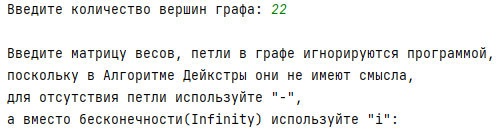 Введите количество вершин графа: 22
Введите матрицу весов, петли в графе игнорируются программой,
поскольку в Алгоритме Дейкстры они не имеют смысла,
для отсутствия петли используйте "-",
а вместо бесконечности(Infinity) используйте "i":